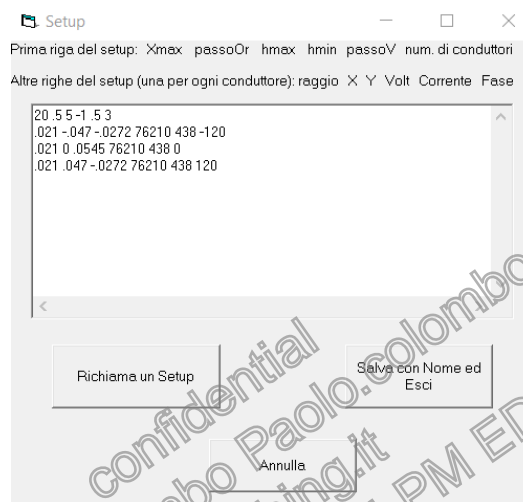 Setup
Prima riga del setup: Xmax passoOr hmax hmin passoV num. di conduttori
Altre righe del setup (una per ogni conduttore): raggio X Y Volt Corrente Fase
20 .5 5 -1 .5 3
.021 -.047 -.0272 76210 438 -120
.021 0 .0545 76210 438 0
.021 .047 -.0272 76210 438 120
Richiama un Setup
Salva con Nome ed
Esci
Annulla
confidential
Paolo.colombo
PM